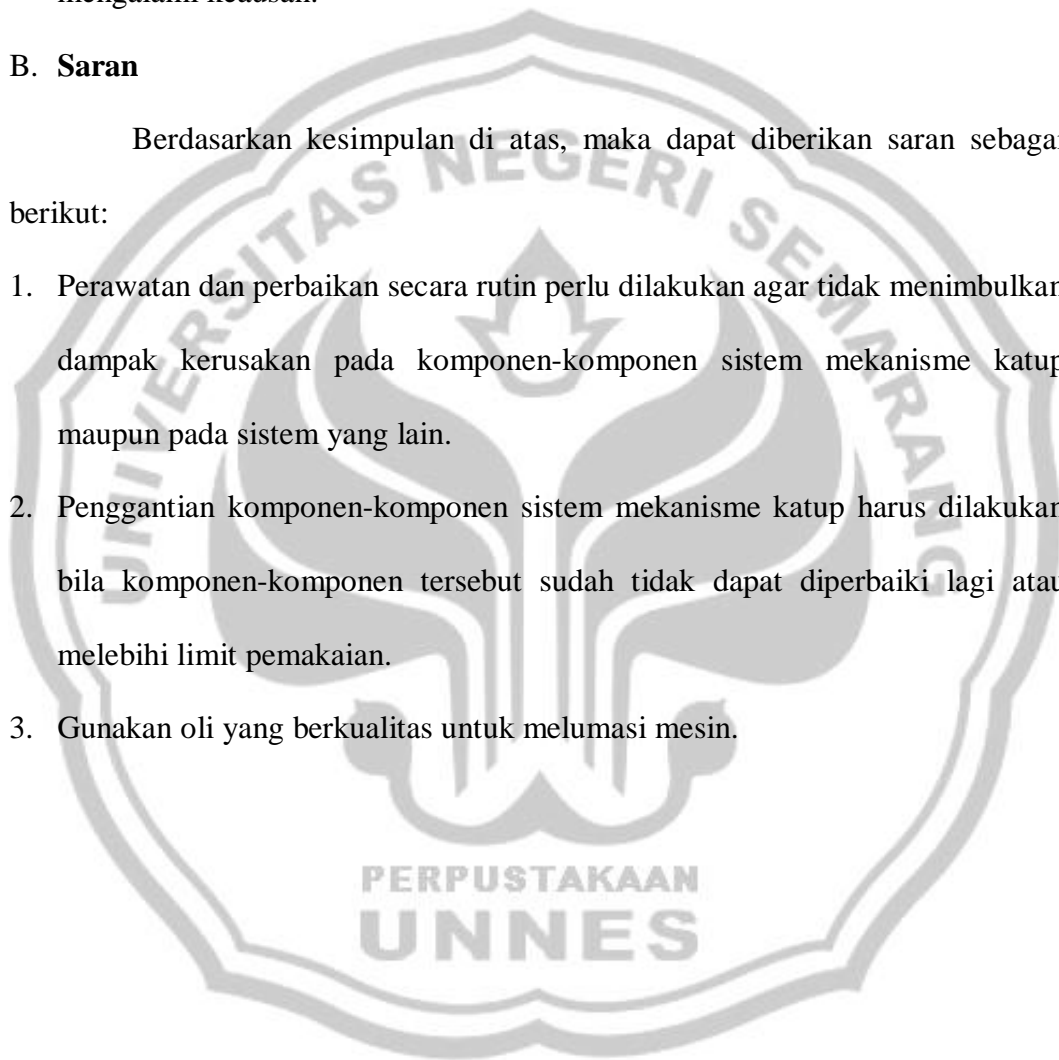 mengalami keausan.
B. Saran
Berdasarkan kesimpulan di atas, maka dapat diberikan saran sebagai
berikut:
1. Perawatan dan perbaikan secara rutin perlu dilakukan agar tidak menimbulkan
dampak kerusakan pada komponen-komponen sistem mekanisme katup
maupun pada sistem yang lain.
2. Penggantian komponen-komponen sistem mekanisme katup harus dilakukan
bila komponen-komponen tersebut sudah tidak dapat diperbaiki lagi atau
melebihi limit pemakaian.
3. Gunakan oli yang berkualitas untuk melumasi mesin.
UNIVERSITAS NEGERI SEMARANG
PERPUSTAKAAN
UNNES